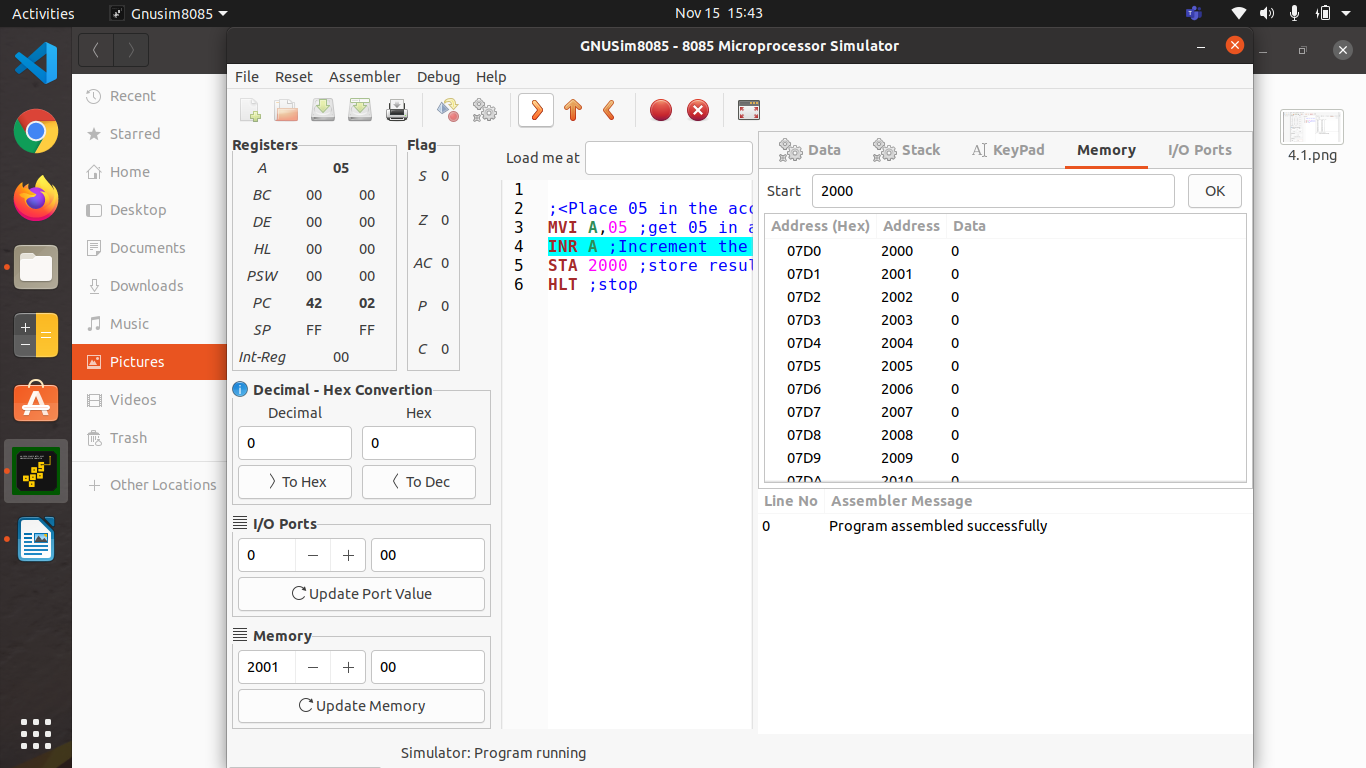 Activities Gnusim8085 Nov 15 15:43
GNUSim8085 - 8085 Microprocessor Simulator
File Reset Assembler Debug Help
Recent
Starred
Home
Desktop
Documents
Downloads
Music
Pictures
Videos
Trash
Other Locations
Registers
A 05
BC 00 00
DE 00 00
HL 00 00
PSW 00 00
PC 42 02
SP FF FF
Int-Reg 00
Flag
S 0
Z 0
AC 0
P 0
C 0
Decimal - Hex Convertion
Decimal Hex
0 0
To Hex To Dec
I/O Ports
0 − + 00
Update Port Value
Memory
2001 − + 00
Update Memory
Load me at
1
2 ;<Place 05 in the acc
3 MVI A,05 ;get 05 in a
4 INR A ;Increment the
5 STA 2000 ;store resul
6 HLT ;stop
Data Stack KeyPad Memory I/O Ports
Start 2000 OK
Address (Hex) Address Data
07D0 2000 0
07D1 2001 0
07D2 2002 0
07D3 2003 0
07D4 2004 0
07D5 2005 0
07D6 2006 0
07D7 2007 0
07D8 2008 0
07D9 2009 0
07DA 2010 0
Line No Assembler Message
0 Program assembled successfully
Simulator: Program running
4.1.png